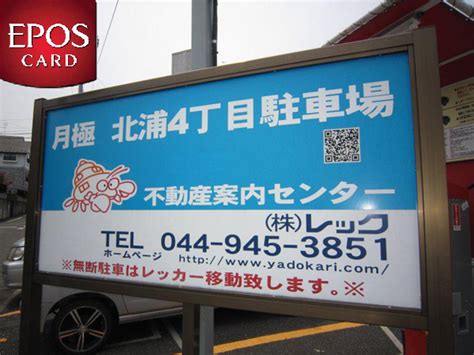 EPOS
CARD
月極 北浦4丁目駐車場
不動産案内センター
(株)レック
TEL 044-945-3851
ホームページ http://www.yadokari.com/
※無断駐車はレッカー移動致します。※